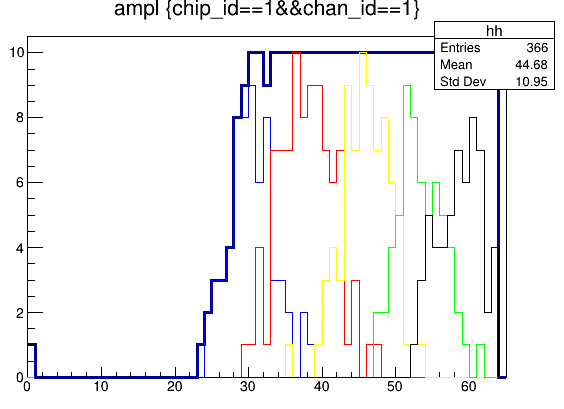 ampl {chip_id==1&&chan_id==1}
hh
Entries 366
Mean 44.68
Std Dev 10.95
10
8
6
4
2
0
0 10 20 30 40 50 60